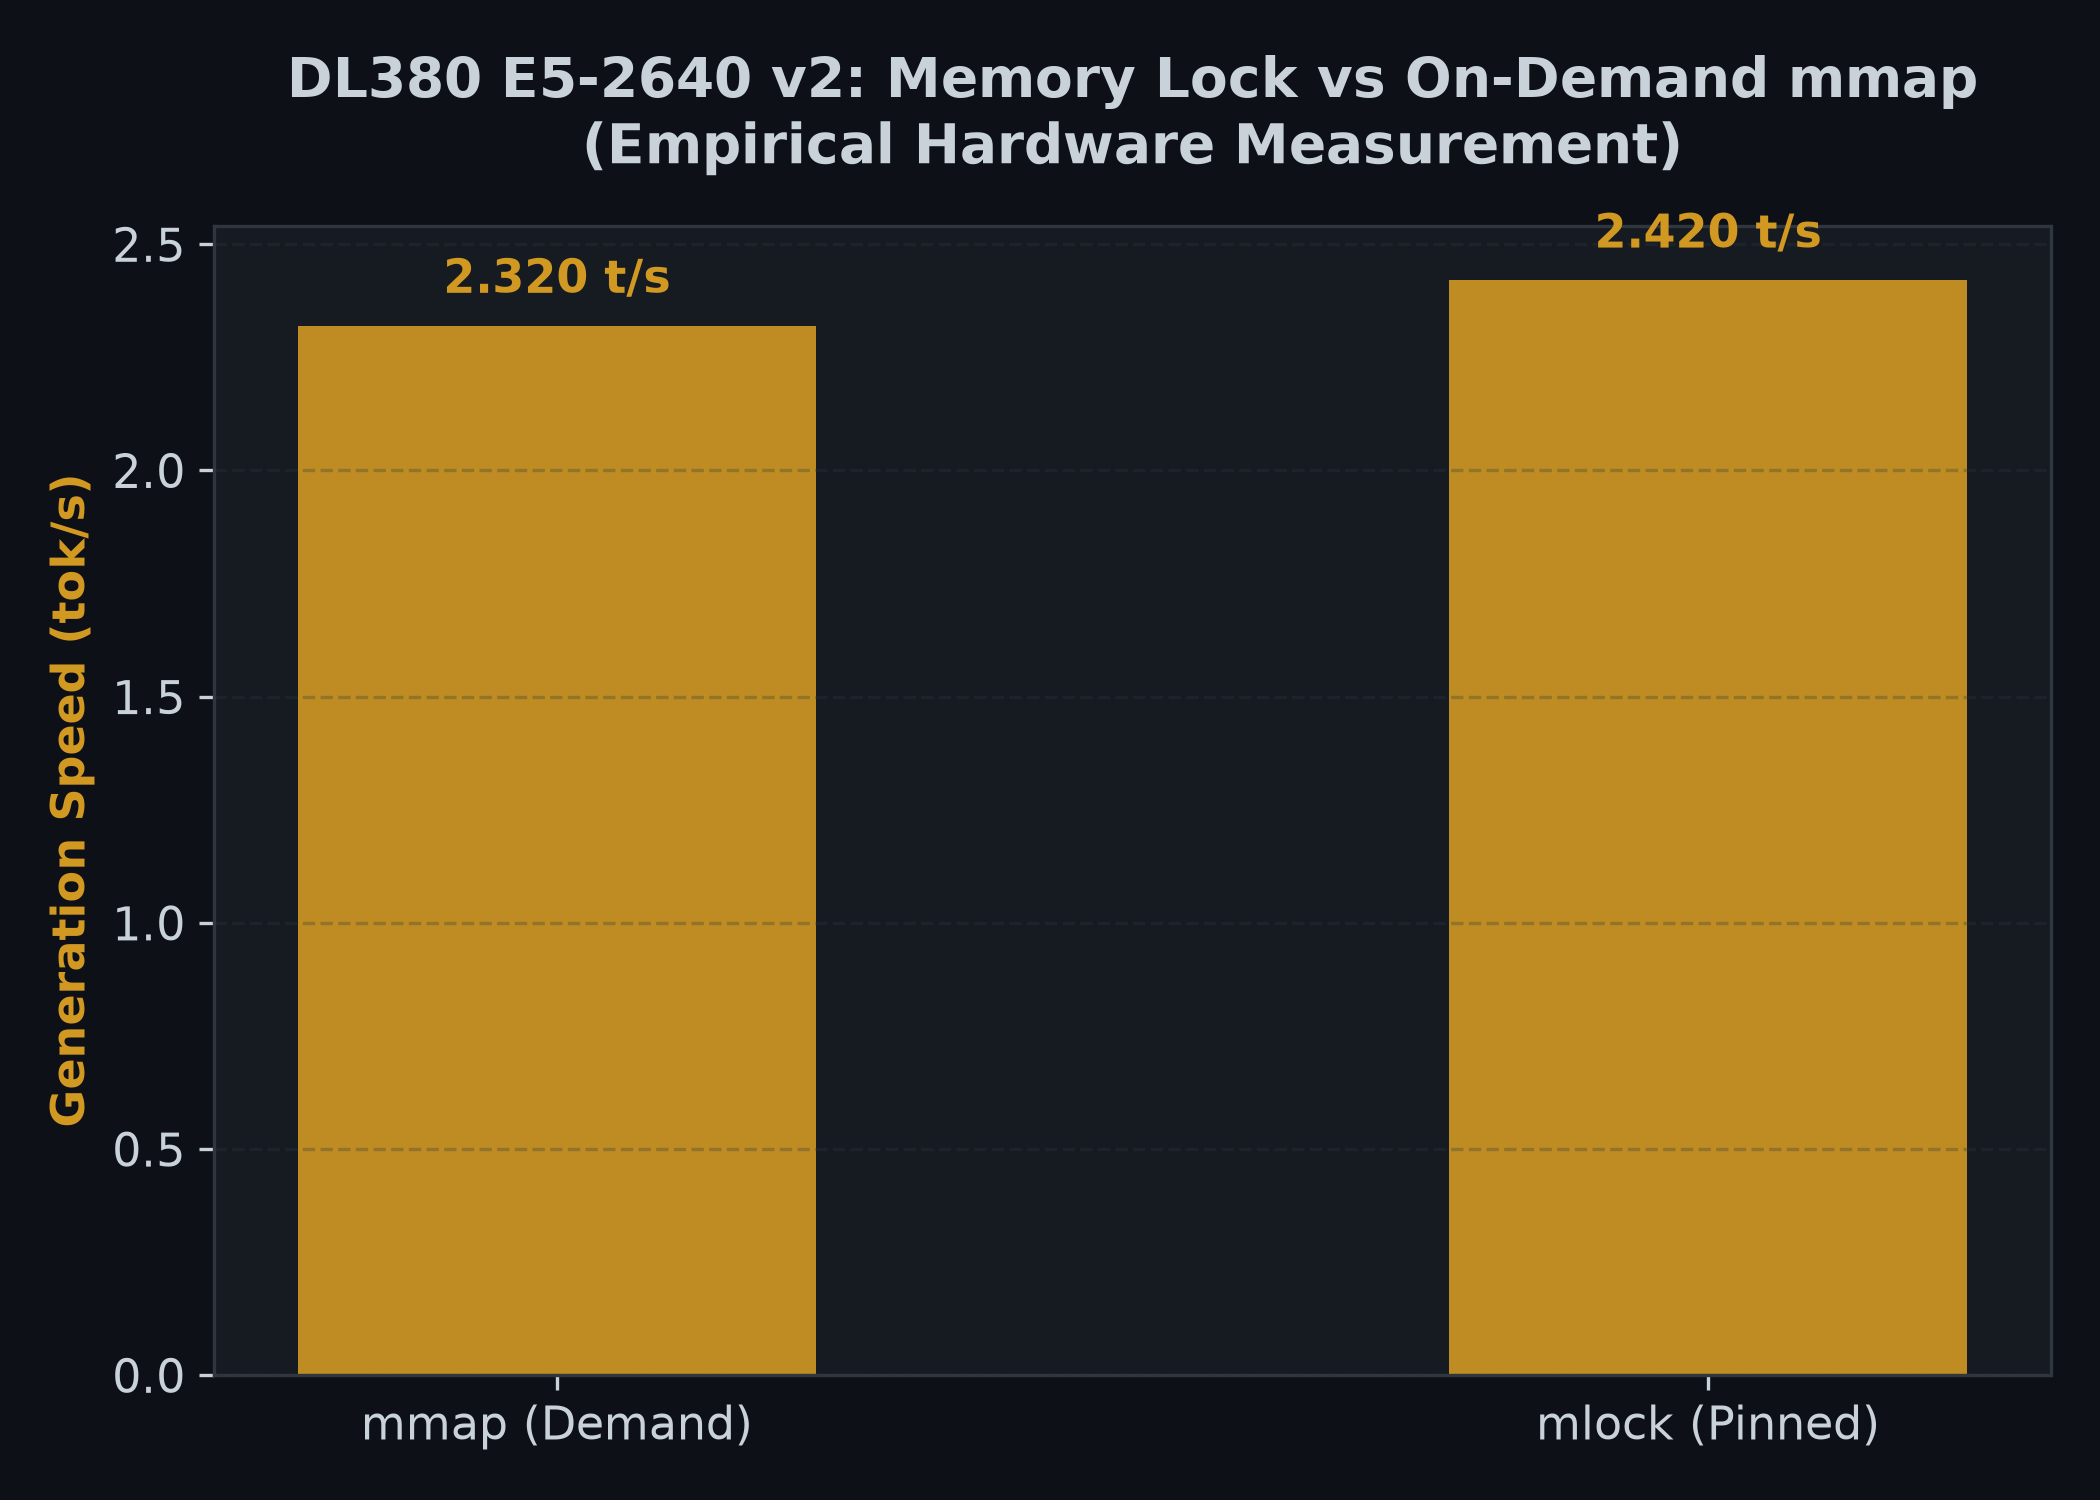 DL380 E5-2640 v2: Memory Lock vs On-Demand mmap
(Empirical Hardware Measurement)
Generation Speed (tok/s)
2.5
2.0
1.5
1.0
0.5
0.0
2.320 t/s
2.420 t/s
mmap (Demand)
mlock (Pinned)